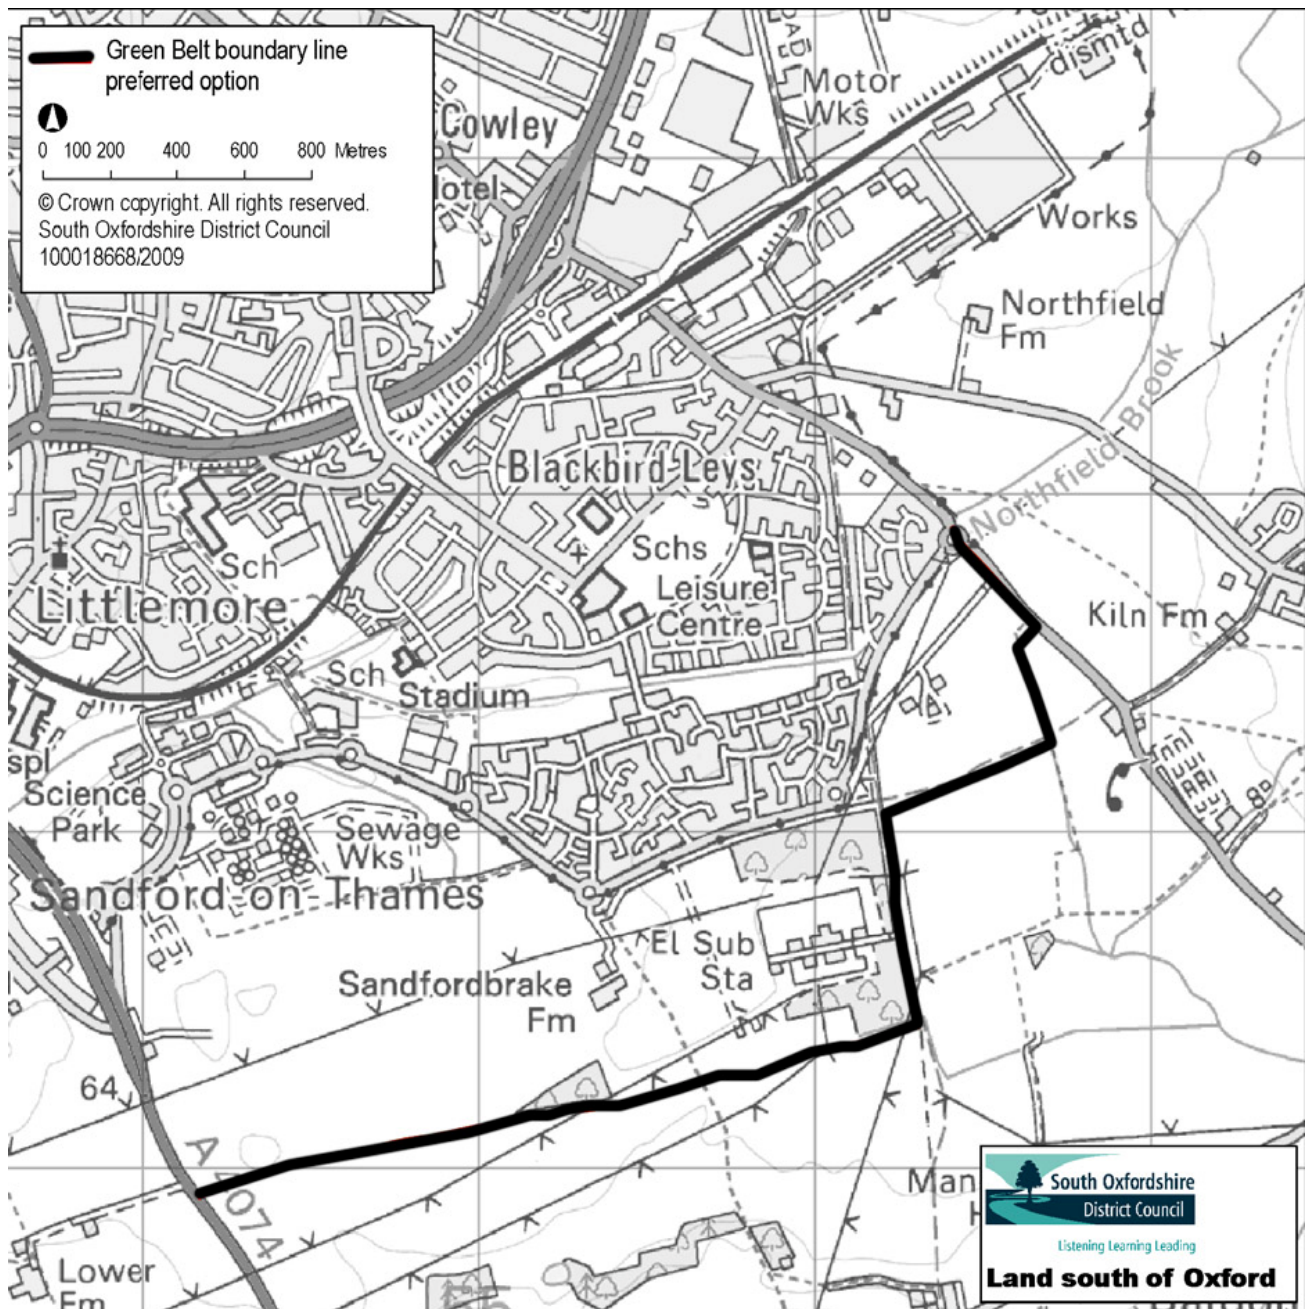 Green Belt boundary line
preferred option
0 100 200 400 600 800 Metres
© Crown copyright. All rights reserved.
South Oxfordshire District Council
100018668/2009
dismtd
Motor
Wks
Cowley
otel
Works
Northfield
Fm
Northfield Brook
Blackbird Leys
Schs
Leisure
Centre
Sch
Littlemore
Kiln Fm
Sch
Stadium
spl
Science
Park
Sewage
Wks
Sandford-on-Thames
El Sub
Sta
Sandfordbrake
Fm
64
A 4074
Man
Lower
Fm
South Oxfordshire
District Council
Listening Learning Leading
Land south of Oxford